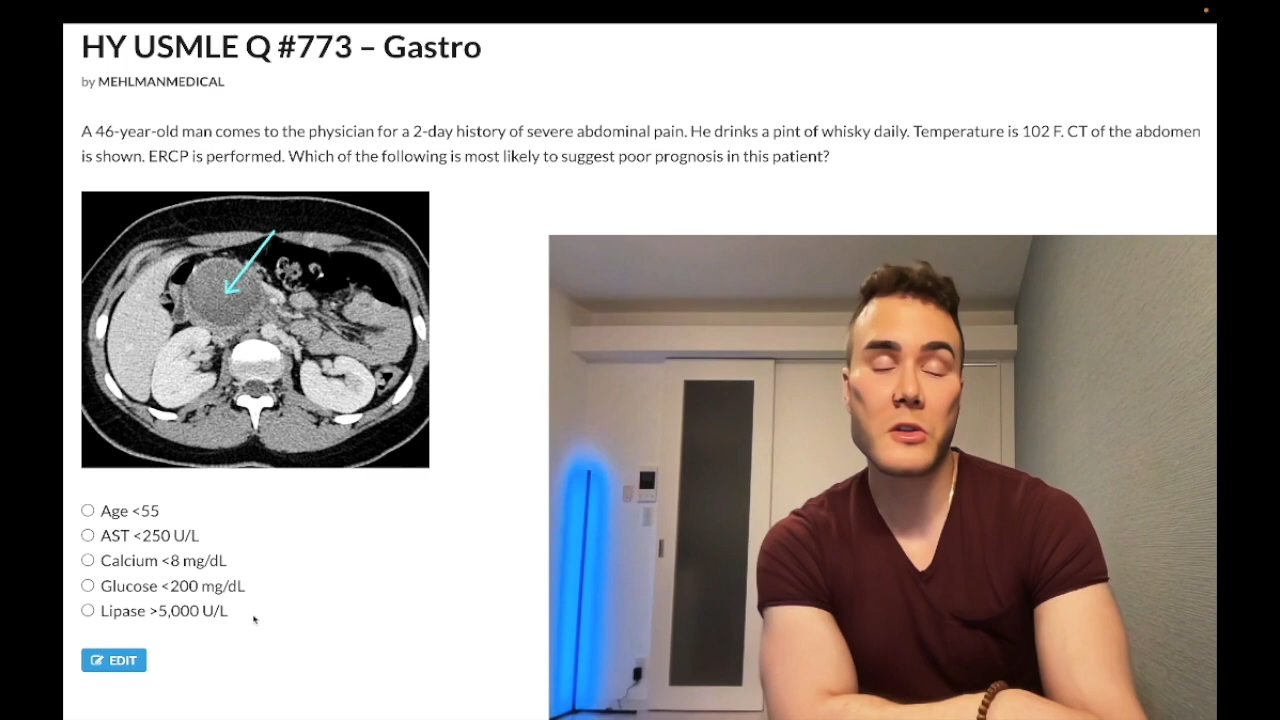 HY USMLE Q #773 – Gastro
by MEHLMANMEDICAL
A 46-year-old man comes to the physician for a 2-day history of severe abdominal pain. He drinks a pint of whisky daily. Temperature is 102 F. CT of the abdomen
is shown. ERCP is performed. Which of the following is most likely to suggest poor prognosis in this patient?
Age <55
AST <250 U/L
Calcium <8 mg/dL
Glucose <200 mg/dL
Lipase >5,000 U/L
EDIT